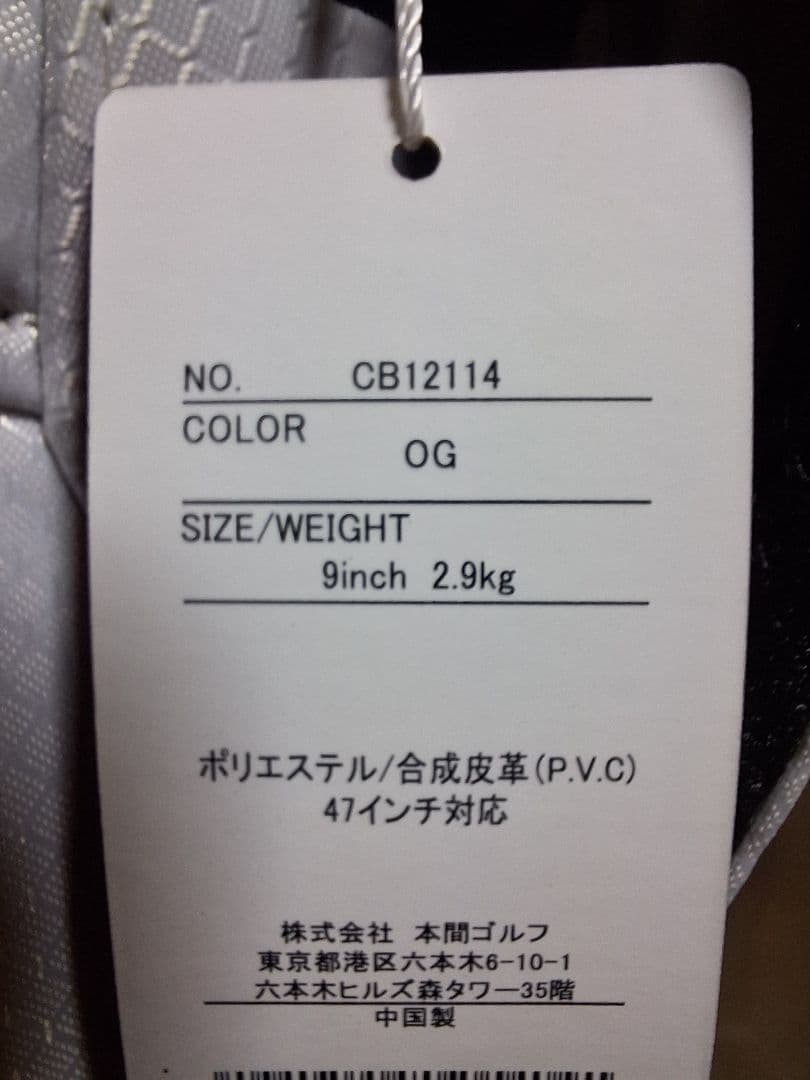 NO. CB12114
COLOR
OG
SIZE/WEIGHT
9inch 2.9kg
ポリエステル/合成皮革(P.V.C)
47インチ対応
株式会社 本間ゴルフ
東京都港区六本木6-10-1
六本木ヒルズ森タワー35階
中国製